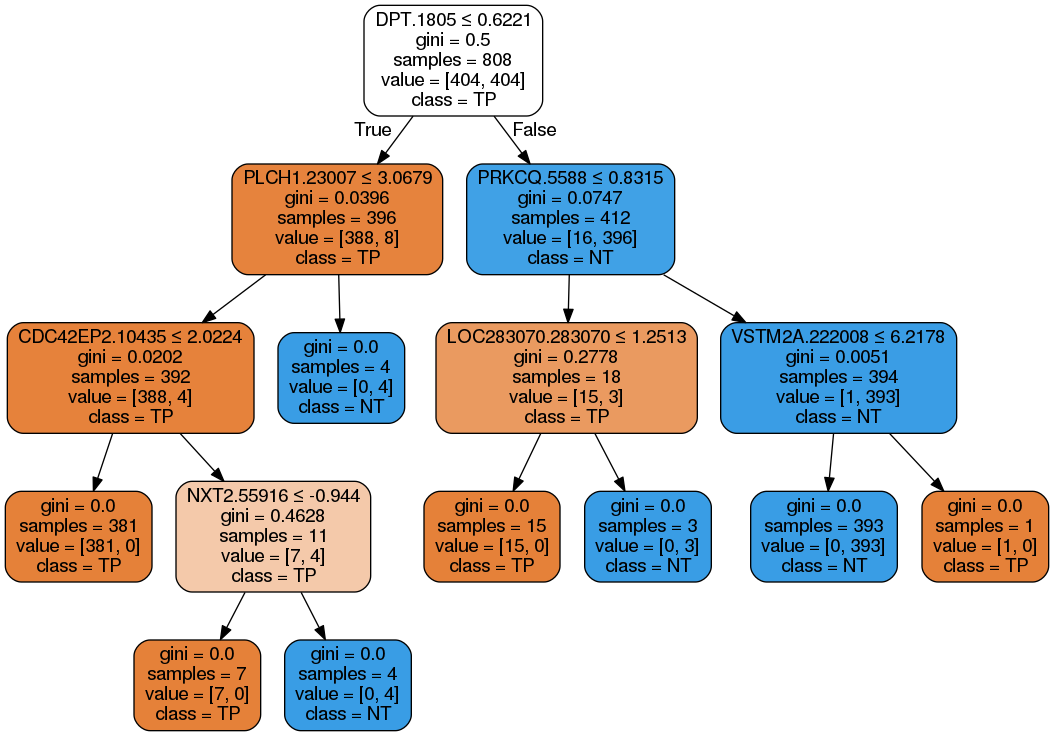 DPT.1805 ≤ 0.6221
gini = 0.5
samples = 808
value = [404, 404]
class = TP
True
False
PLCH1.23007 ≤ 3.0679
gini = 0.0396
samples = 396
value = [388, 8]
class = TP
PRKCQ.5588 ≤ 0.8315
gini = 0.0747
samples = 412
value = [16, 396]
class = NT
CDC42EP2.10435 ≤ 2.0224
gini = 0.0202
samples = 392
value = [388, 4]
class = TP
gini = 0.0
samples = 4
value = [0, 4]
class = NT
LOC283070.283070 ≤ 1.2513
gini = 0.2778
samples = 18
value = [15, 3]
class = TP
VSTM2A.222008 ≤ 6.2178
gini = 0.0051
samples = 394
value = [1, 393]
class = NT
gini = 0.0
samples = 381
value = [381, 0]
class = TP
NXT2.55916 ≤ -0.944
gini = 0.4628
samples = 11
value = [7, 4]
class = TP
gini = 0.0
samples = 15
value = [15, 0]
class = TP
gini = 0.0
samples = 3
value = [0, 3]
class = NT
gini = 0.0
samples = 393
value = [0, 393]
class = NT
gini = 0.0
samples = 1
value = [1, 0]
class = TP
gini = 0.0
samples = 7
value = [7, 0]
class = TP
gini = 0.0
samples = 4
value = [0, 4]
class = NT